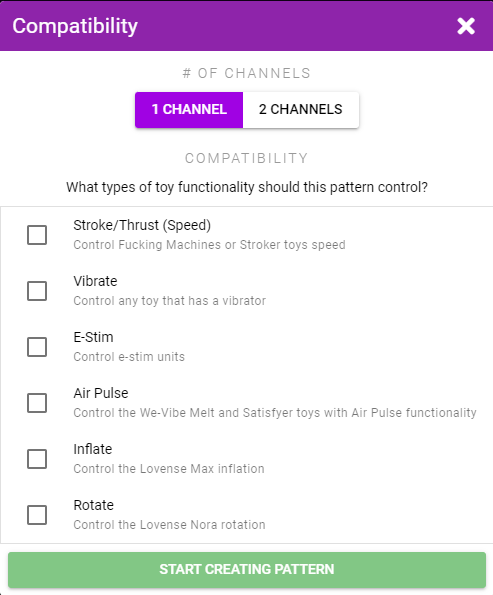 Compatibility
# OF CHANNELS
1 CHANNEL 2 CHANNELS
COMPATIBILITY
What types of toy functionality should this pattern control?
Stroke/Thrust (Speed)
Control Fucking Machines or Stroker toys speed
Vibrate
Control any toy that has a vibrator
E-Stim
Control e-stim units
Air Pulse
Control the We-Vibe Melt and Satisfyer toys with Air Pulse functionality
Inflate
Control the Lovense Max inflation
Rotate
Control the Lovense Nora rotation
START CREATING PATTERN